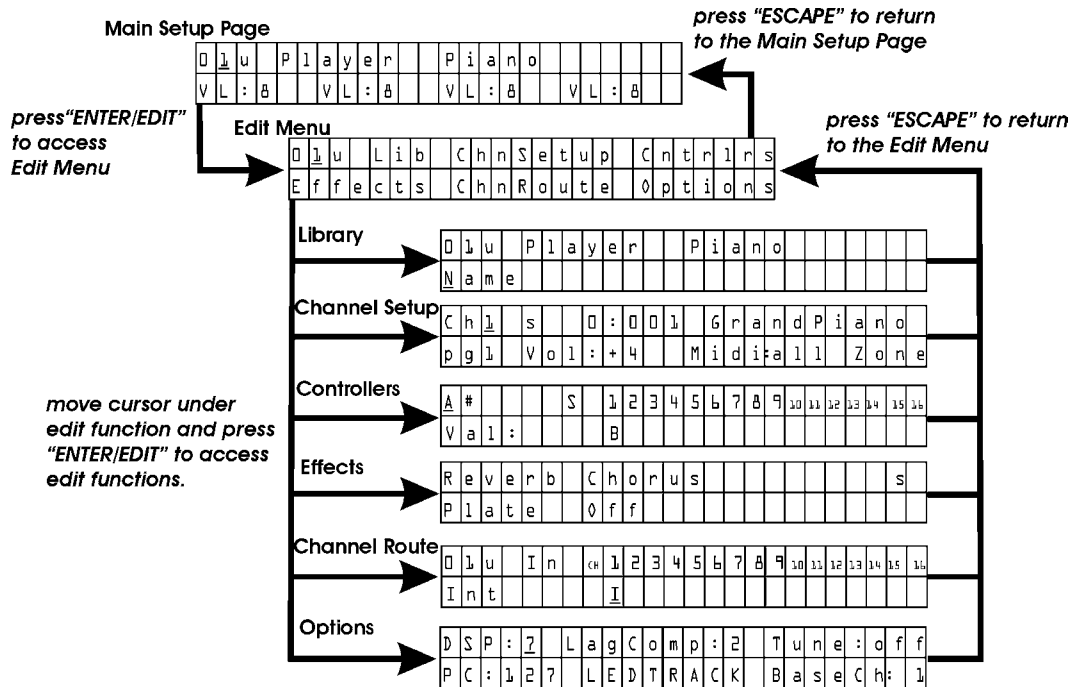 Main Setup Page
01u Player Piano
VL:8 VL:8 VL:8 VL:8
press "ESCAPE" to return
to the Main Setup Page
press"ENTER/EDIT"
to access
Edit Menu
Edit Menu
01u Lib ChnSetup Cntrlrs
Effects ChnRoute Options
press "ESCAPE" to return
to the Edit Menu
Library
01u Player Piano
Name
Channel Setup
Ch1 s 0:001 GrandPiano
pg1 Vol:+4 Midi:all Zone
Controllers
A# S 1 2 3 4 5 6 7 8 9 10 11 12 13 14 15 16
Val: B
move cursor under
edit function and press
"ENTER/EDIT" to access
edit functions.
Effects
Reverb Chorus s
Plate Off
Channel Route
01u In CH 1 2 3 4 5 6 7 8 9 10 11 12 13 14 15 16
Int I
Options
DSP:7 LagComp:2 Tune:off
PC:127 LEDTRACK BaseCh: 1